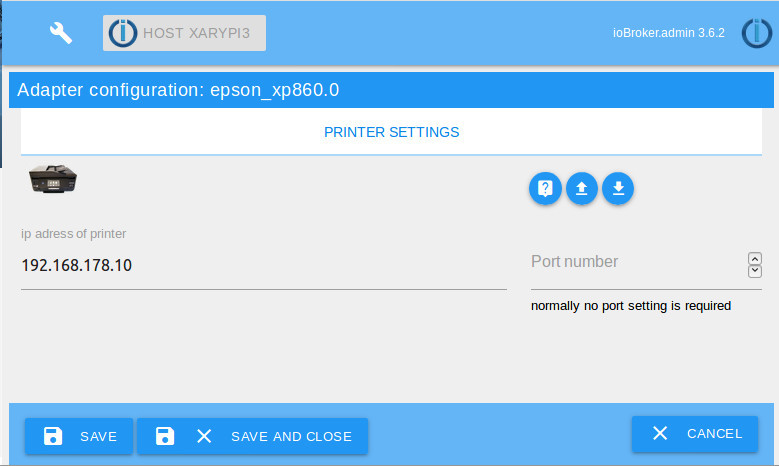 HOST XARYPI3
ioBroker.admin 3.6.2
Adapter configuration: epson_xp860.0
PRINTER SETTINGS
ip adress of printer
192.168.178.10
Port number
normally no port setting is required
SAVE
SAVE AND CLOSE
CANCEL